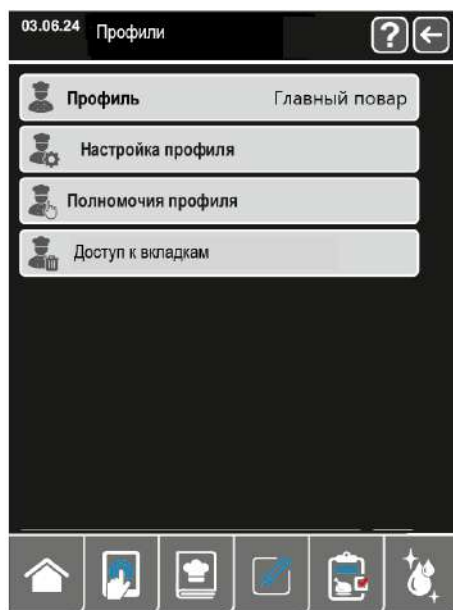 03.06.24 Профили ?
Профиль Главный повар
Настройка профиля
Полномочия профиля
Доступ к вкладкам